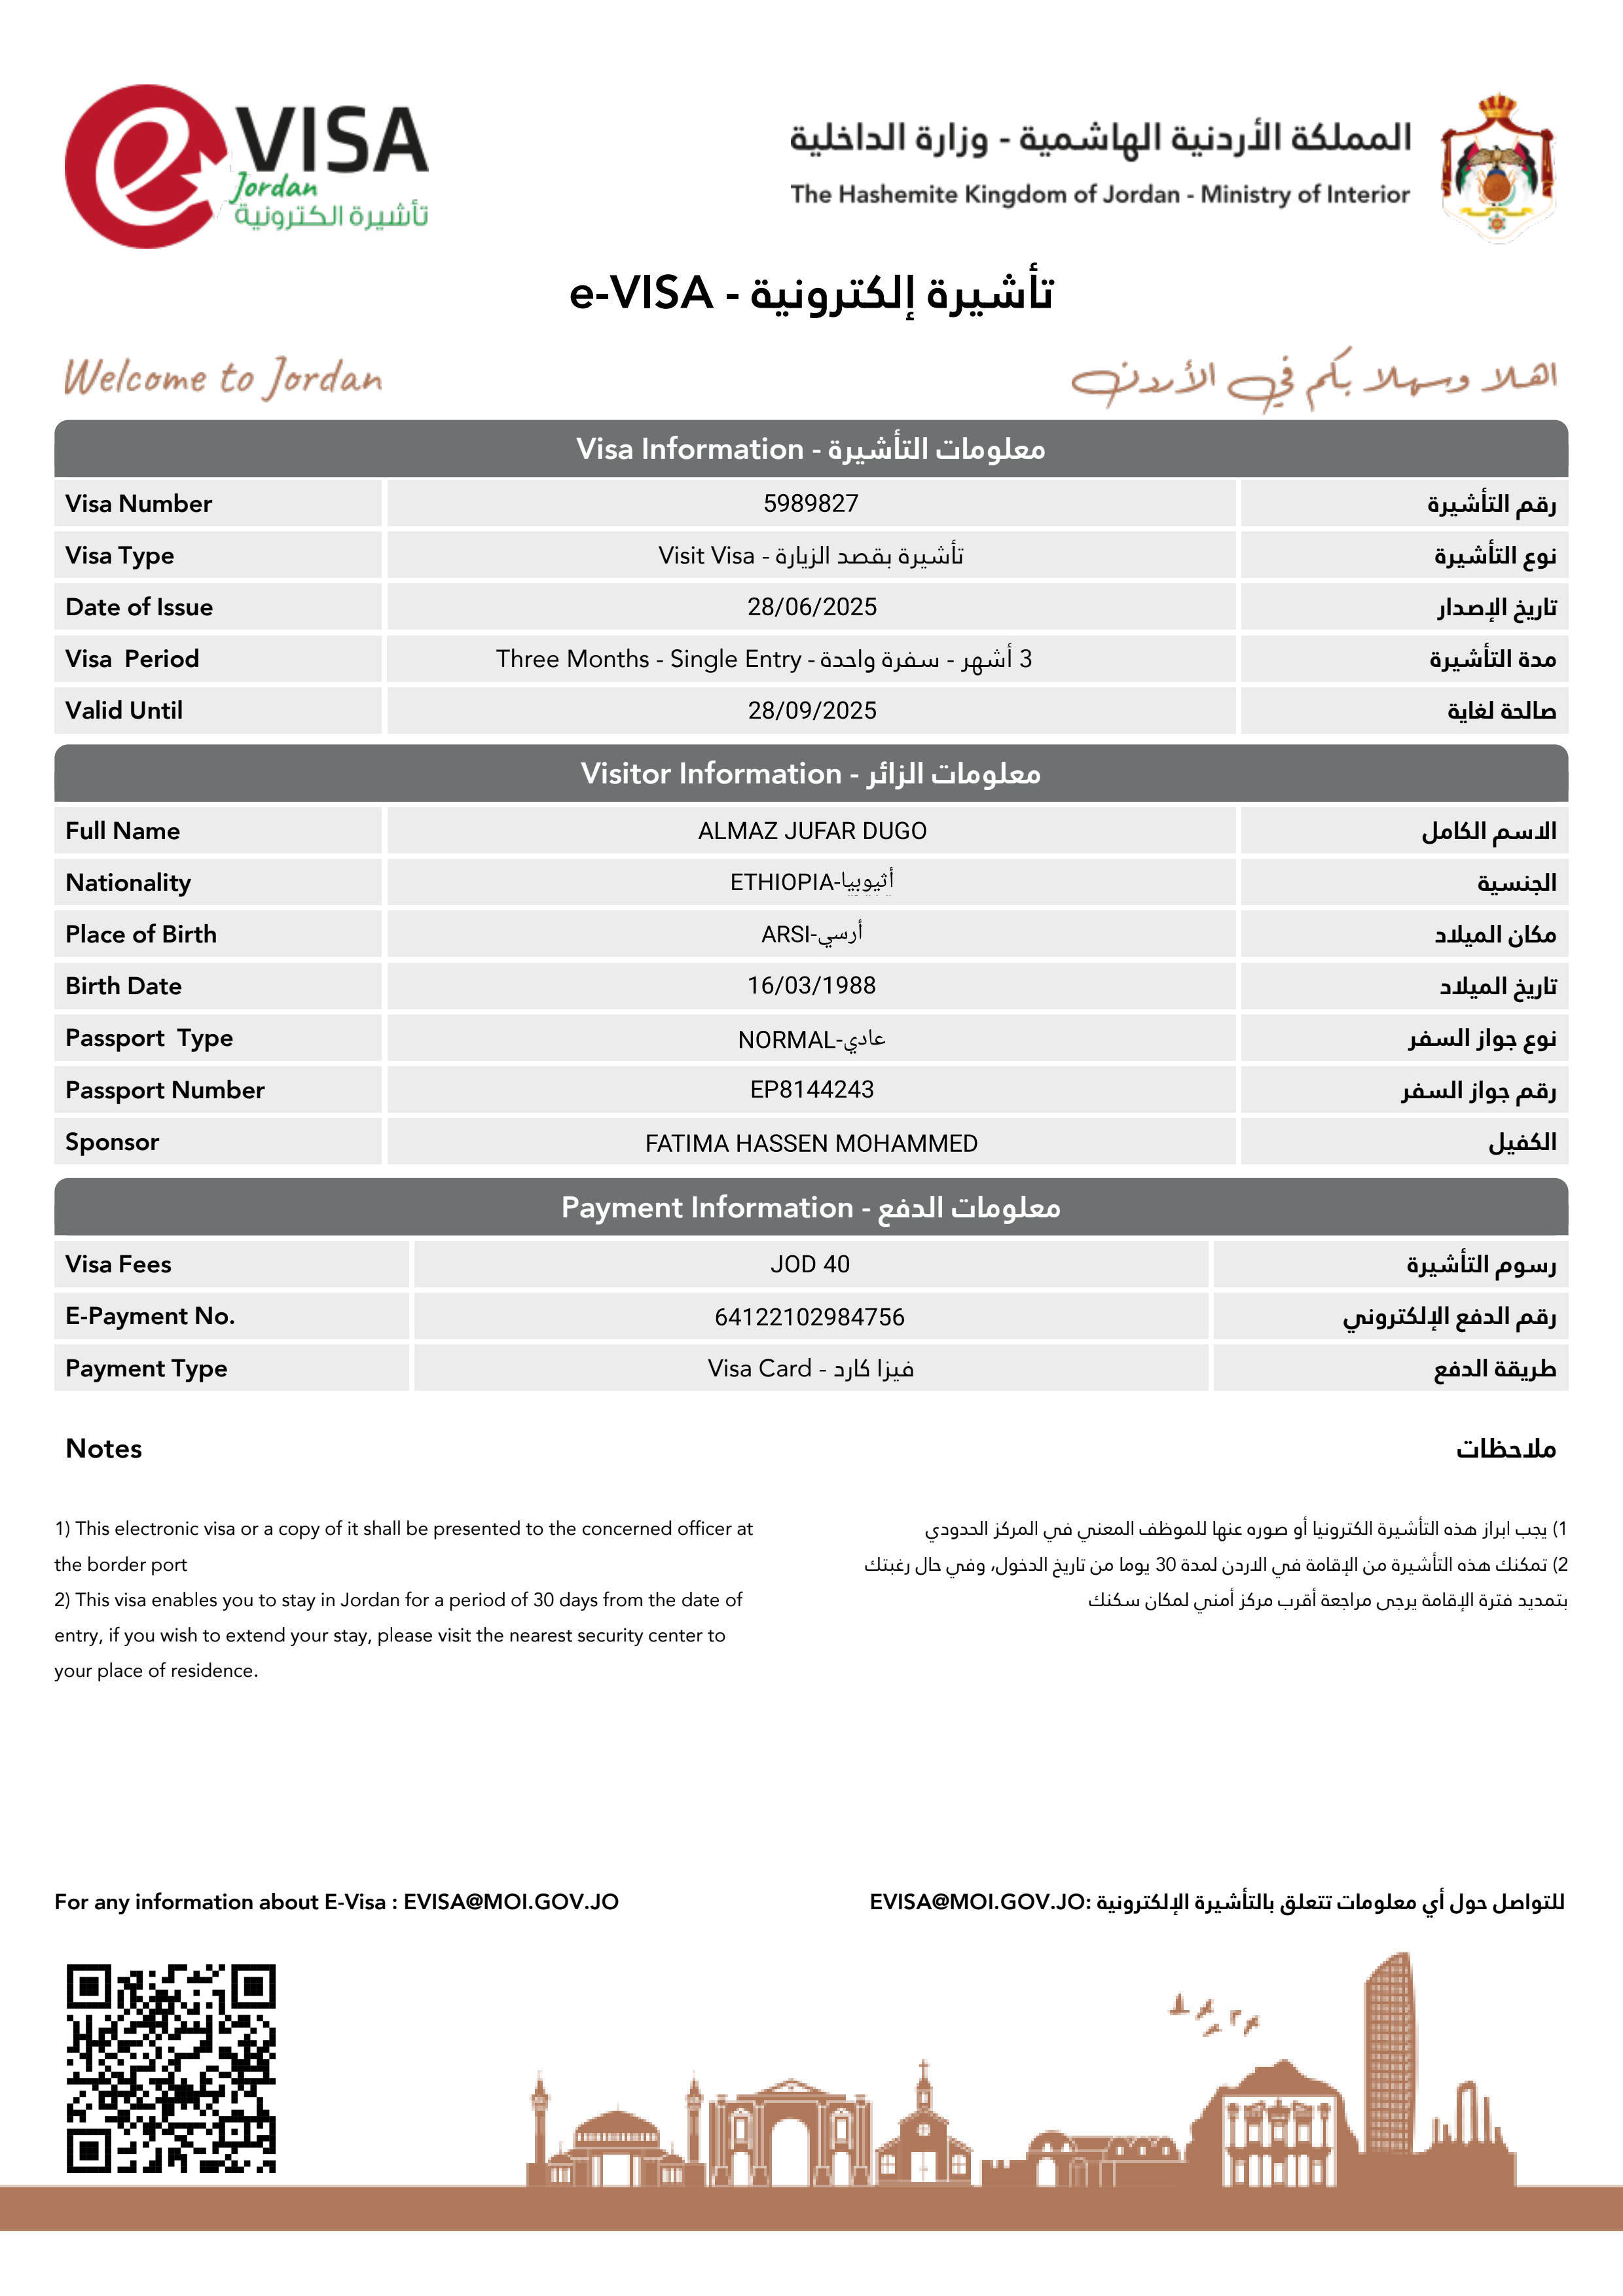 eVISA
Jordan
تأشيرة الكترونية
المملكة الأردنية الهاشمية - وزارة الداخلية
The Hashemite Kingdom of Jordan - Ministry of Interior
تأشيرة إلكترونية - e-VISA
Welcome to Jordan
اهلا وسهلا بكم في الأردن
Visa Information - معلومات التأشيرة
Visa Number 5989827 رقم التأشيرة
Visa Type Visit Visa - تأشيرة بقصد الزيارة نوع التأشيرة
Date of Issue 28/06/2025 تاريخ الإصدار
Visa Period Three Months - Single Entry - 3 أشهر - سفرة واحدة مدة التأشيرة
Valid Until 28/09/2025 صالحة لغاية
Visitor Information - معلومات الزائر
Full Name ALMAZ JUFAR DUGO الاسم الكامل
Nationality ETHIOPIA-أثيوبيا الجنسية
Place of Birth ARSI-أرسي مكان الميلاد
Birth Date 16/03/1988 تاريخ الميلاد
Passport Type NORMAL-عادي نوع جواز السفر
Passport Number EP8144243 رقم جواز السفر
Sponsor FATIMA HASSEN MOHAMMED الكفيل
Payment Information - معلومات الدفع
Visa Fees JOD 40 رسوم التأشيرة
E-Payment No. 64122102984756 رقم الدفع الإلكتروني
Payment Type Visa Card - فيزا كارد طريقة الدفع
Notes
1) This electronic visa or a copy of it shall be presented to the concerned officer at
the border port
2) This visa enables you to stay in Jordan for a period of 30 days from the date of
entry, if you wish to extend your stay, please visit the nearest security center to
your place of residence.
ملاحظات
1) يجب ابراز هذه التأشيرة الكترونيا أو صوره عنها للموظف المعني في المركز الحدودي
2) تمكنك هذه التأشيرة من الإقامة في الاردن لمدة 30 يوما من تاريخ الدخول، وفي حال رغبتك
بتمديد فترة الإقامة يرجى مراجعة أقرب مركز أمني لمكان سكنك
For any information about E-Visa : EVISA@MOI.GOV.JO
للتواصل حول أي معلومات تتعلق بالتأشيرة الإلكترونية :EVISA@MOI.GOV.JO